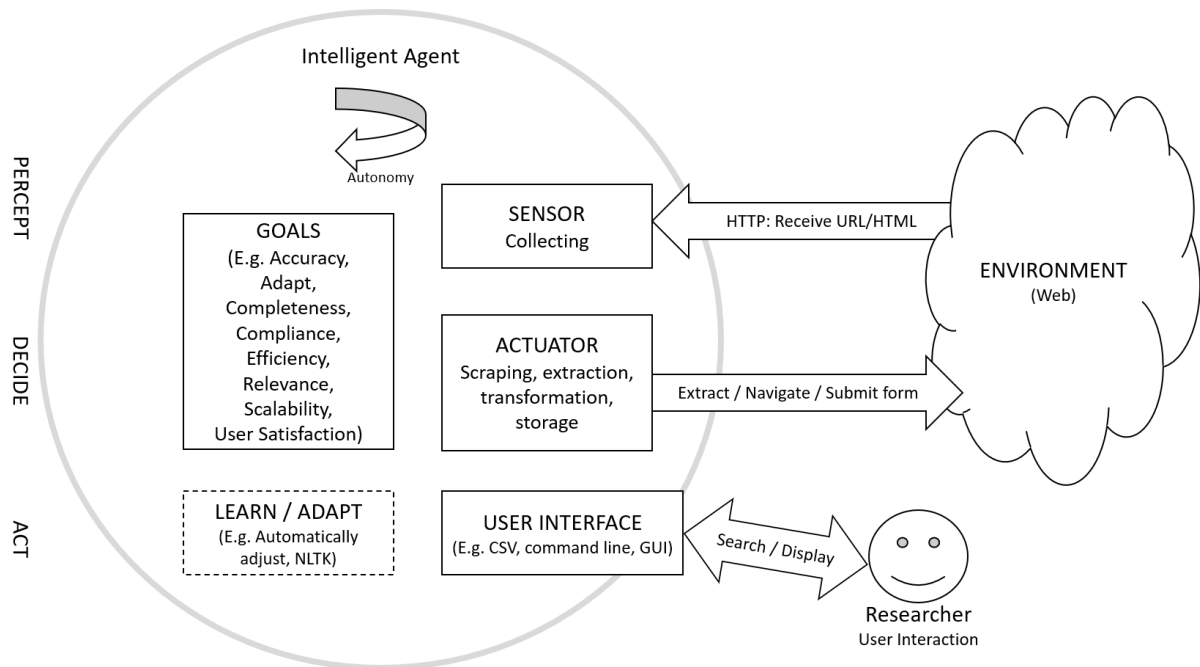 Intelligent Agent
Autonomy
PERCEPT
DECIDE
ACT
GOALS
(E.g. Accuracy,
Adapt,
Completeness,
Compliance,
Efficiency,
Relevance,
Scalability,
User Satisfaction)
SENSOR
Collecting
HTTP: Receive URL/HTML
ENVIRONMENT
(Web)
ACTUATOR
Scraping, extraction,
transformation,
storage
Extract / Navigate / Submit form
LEARN / ADAPT
(E.g. Automatically
adjust, NLTK)
USER INTERFACE
(E.g. CSV, command line, GUI)
Search / Display
Researcher
User Interaction